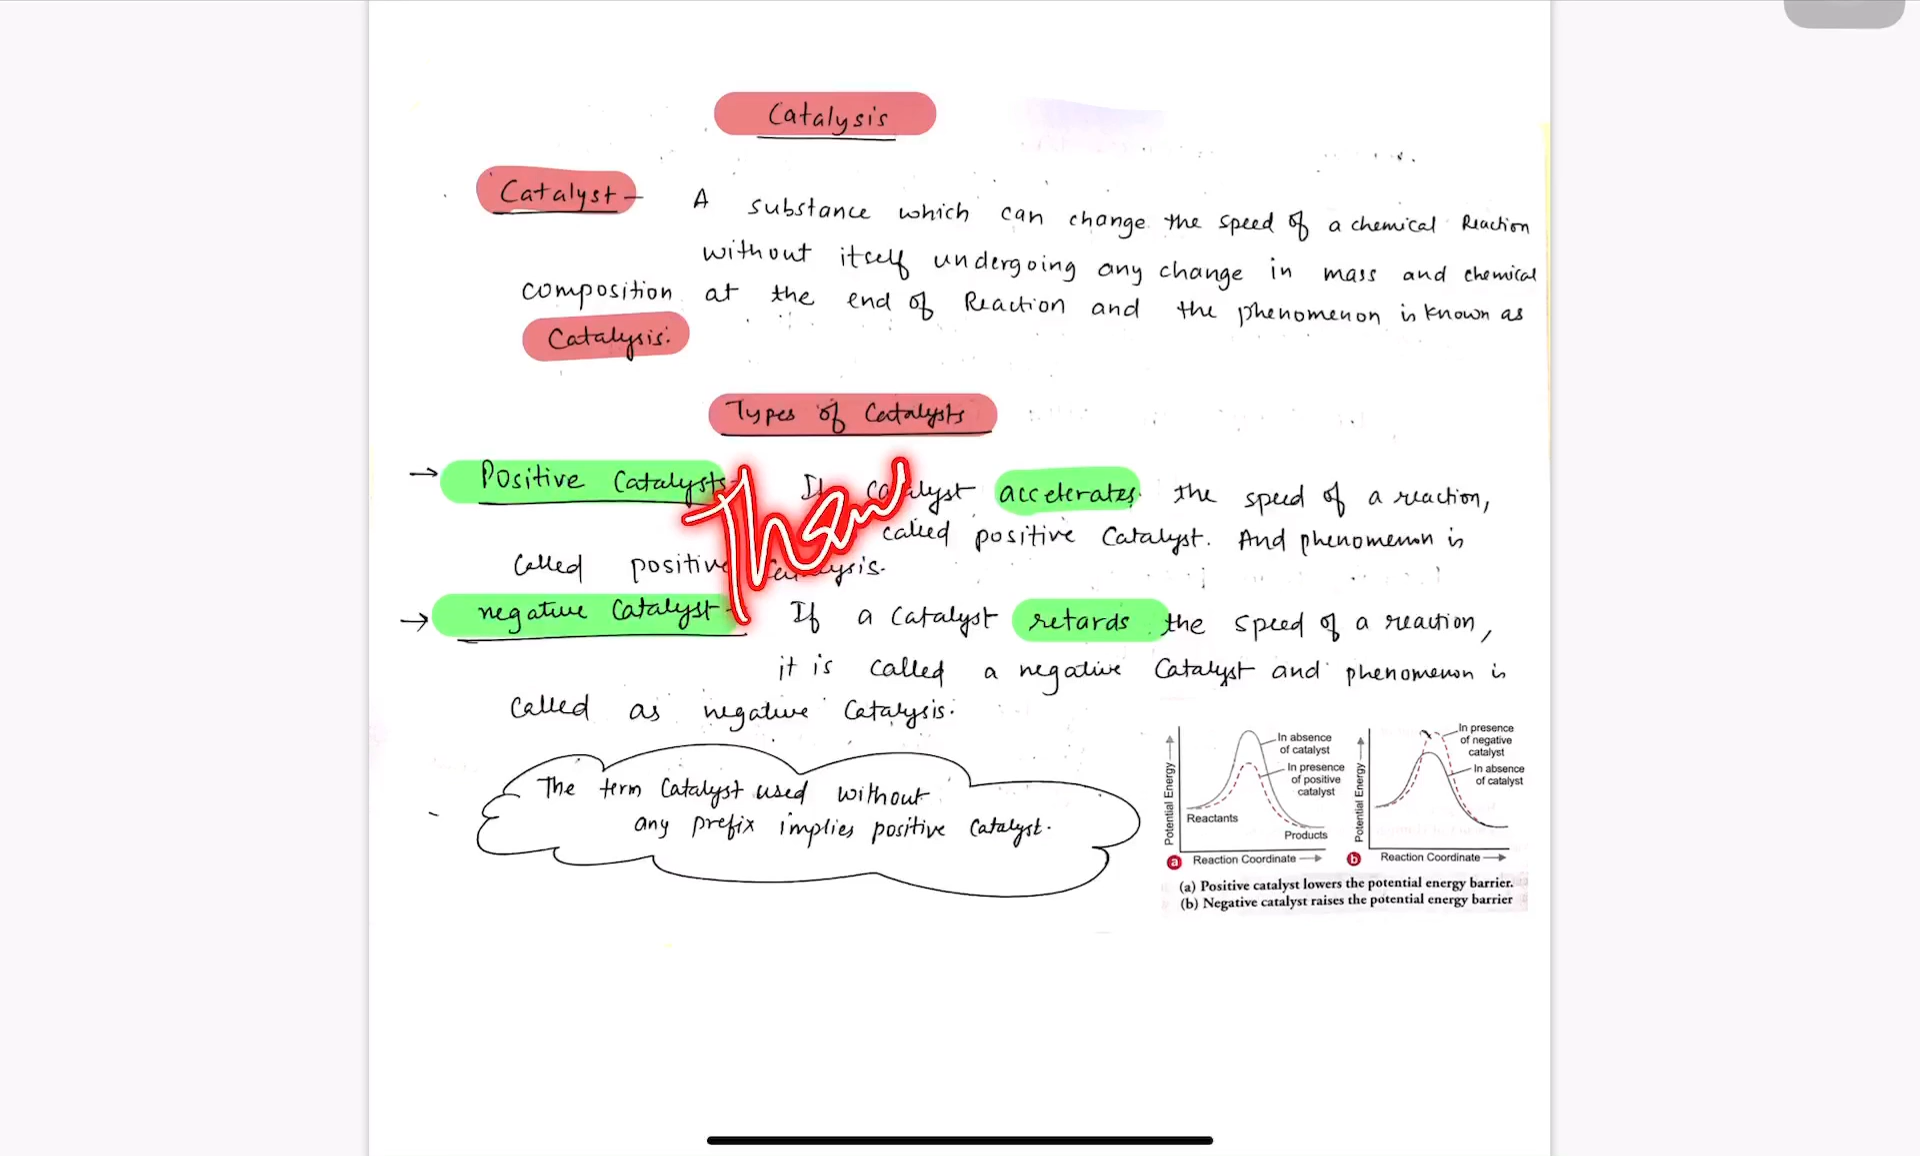 Catalysis
Catalyst - A substance which can change the speed of a chemical Reaction
without itself undergoing any change in mass and chemical
composition at the end of Reaction and the phenomenon is known as
Catalysis.
Types of Catalysts
→ Positive Catalysts - If catalyst accelerates the speed of a reaction,
called positive Catalyst. And phenomenon is
called positive catalysis.
Than
→ negative Catalyst - If a catalyst retards the speed of a reaction,
it is called a negative Catalyst and phenomenon is
called as negative Catalysis.
The term Catalyst used without
any prefix implies positive Catalyst.
Potential Energy
In absence
of catalyst
In presence
of positive
catalyst
Reactants
Products
a Reaction Coordinate
Potential Energy
In presence
of negative
catalyst
In absence
of catalyst
b Reaction Coordinate
(a) Positive catalyst lowers the potential energy barrier.
(b) Negative catalyst raises the potential energy barrier